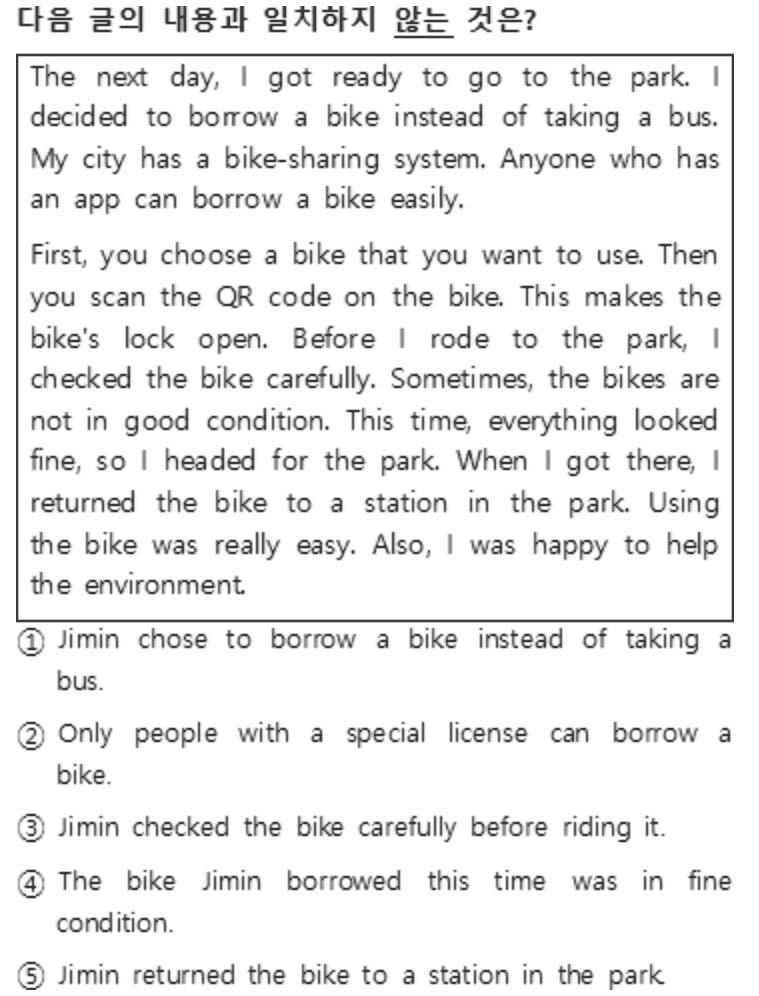 다음 글의 내용과 일치하지 않는 것은?
The next day, I got ready to go to the park. I
decided to borrow a bike instead of taking a bus.
My city has a bike-sharing system. Anyone who has
an app can borrow a bike easily.
First, you choose a bike that you want to use. Then
you scan the QR code on the bike. This makes the
bike's lock open. Before I rode to the park, I
checked the bike carefully. Sometimes, the bikes are
not in good condition. This time, everything looked
fine, so I headed for the park. When I got there, I
returned the bike to a station in the park. Using
the bike was really easy. Also, I was happy to help
the environment.
① Jimin chose to borrow a bike instead of taking a
bus.
② Only people with a special license can borrow a
bike.
③ Jimin checked the bike carefully before riding it.
④ The bike Jimin borrowed this time was in fine
condition.
⑤ Jimin returned the bike to a station in the park.